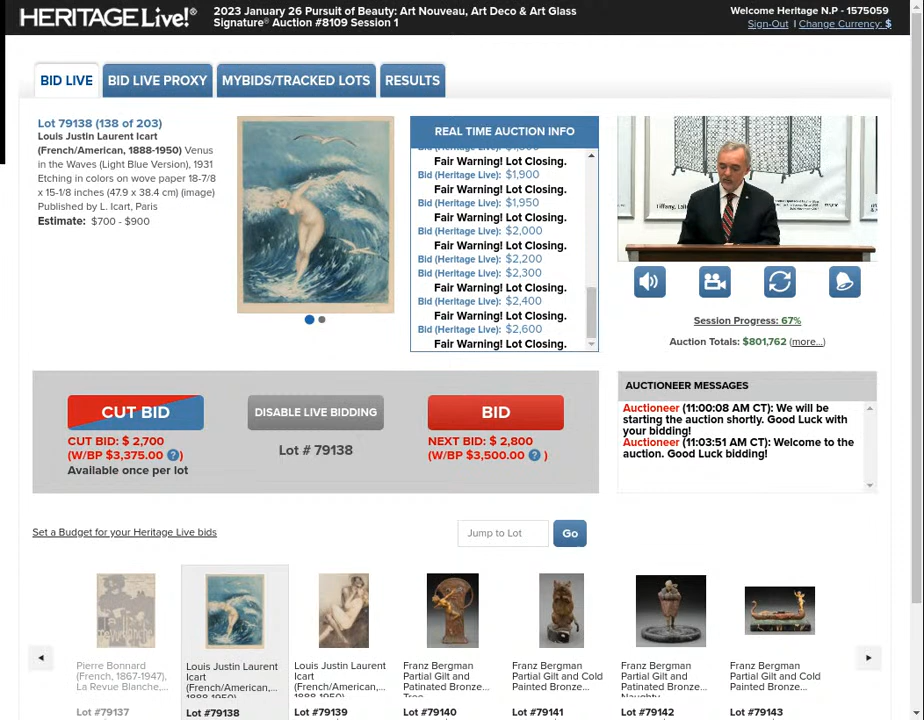 HERITAGE Live!®
2023 January 26 Pursuit of Beauty: Art Nouveau, Art Deco & Art Glass
Signature® Auction #8109 Session 1
Welcome Heritage N.P - 1575059
Sign-Out | Change Currency: $
BID LIVE
BID LIVE PROXY
MYBIDS/TRACKED LOTS
RESULTS
Lot 79138 (138 of 203)
Louis Justin Laurent Icart
(French/American, 1888-1950) Venus
in the Waves (Light Blue Version), 1931
Etching in colors on wove paper 18-7/8
x 15-1/8 inches (47.9 x 38.4 cm) (image)
Published by L. Icart, Paris
Estimate: $700 - $900
REAL TIME AUCTION INFO
Fair Warning! Lot Closing.
Bid (Heritage Live): $1,900
Fair Warning! Lot Closing.
Bid (Heritage Live): $1,950
Fair Warning! Lot Closing.
Bid (Heritage Live): $2,000
Fair Warning! Lot Closing.
Bid (Heritage Live): $2,200
Bid (Heritage Live): $2,300
Fair Warning! Lot Closing.
Bid (Heritage Live): $2,400
Fair Warning! Lot Closing.
Bid (Heritage Live): $2,600
Fair Warning! Lot Closing.
Session Progress: 67%
Auction Totals: $801,762 (more...)
CUT BID
CUT BID: $ 2,700
(W/BP $3,375.00 ? )
Available once per lot
DISABLE LIVE BIDDING
Lot # 79138
BID
NEXT BID: $ 2,800
(W/BP $3,500.00 ? )
AUCTIONEER MESSAGES
Auctioneer (11:00:08 AM CT): We will be
starting the auction shortly. Good Luck with
your bidding!
Auctioneer (11:03:51 AM CT): Welcome to the
auction. Good Luck bidding!
Set a Budget for your Heritage Live bids
Jump to Lot
Go
Pierre Bonnard
(French, 1867-1947),
La Revue Blanche,...
Lot #79137
Louis Justin Laurent
Icart
(French/American,...
1888-1950)
Lot #79138
Louis Justin Laurent
Icart
(French/American,...
1888-1950)
Lot #79139
Franz Bergman
Partial Gilt and
Patinated Bronze...
Lot #79140
Franz Bergman
Partial Gilt and Cold
Painted Bronze...
Lot #79141
Franz Bergman
Partial Gilt and
Patinated Bronze...
Naughty
Lot #79142
Franz Bergman
Partial Gilt and Cold
Painted Bronze...
Lot #79143